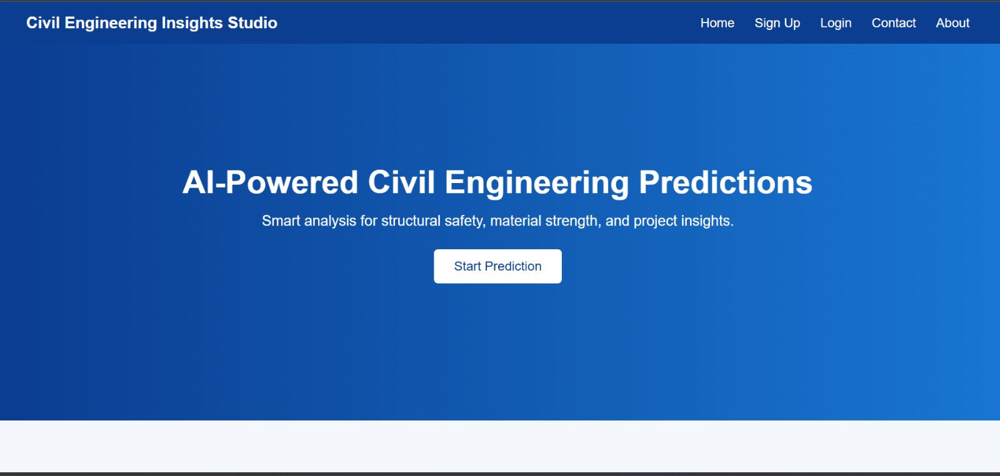 Civil Engineering Insights Studio
Home Sign Up Login Contact About
AI-Powered Civil Engineering Predictions
Smart analysis for structural safety, material strength, and project insights.
Start Prediction